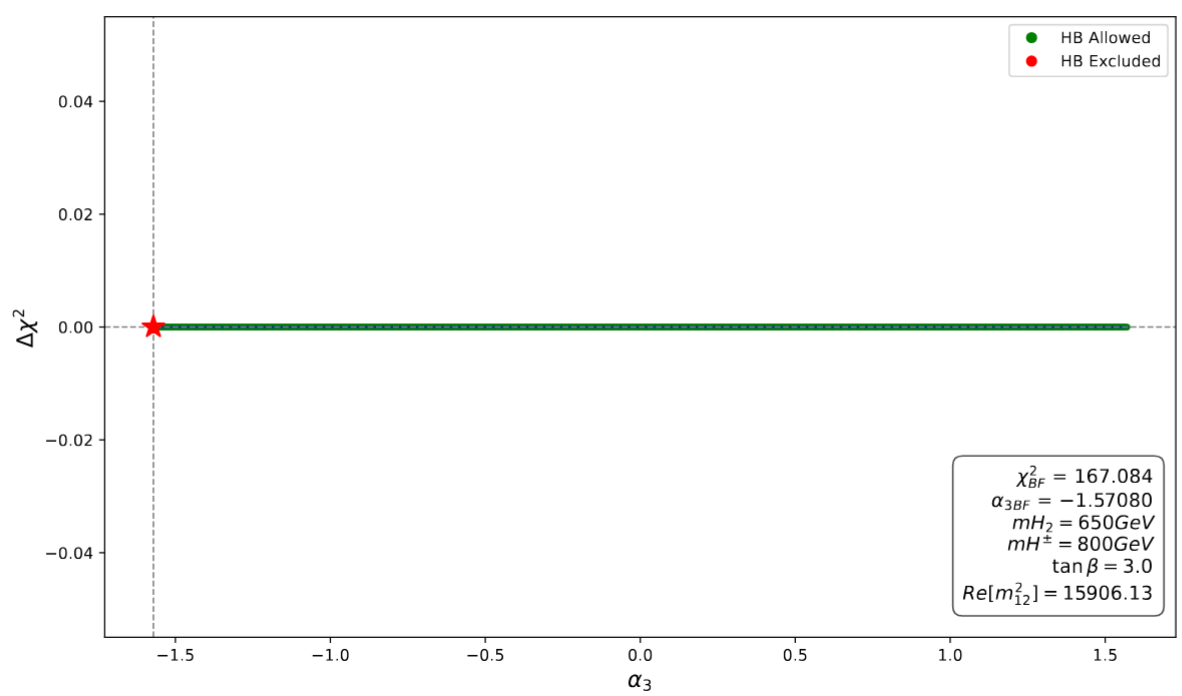 HB Allowed
HB Excluded
0.04
0.02
0.00
−0.02
−0.04
Δχ²
χ²_BF = 167.084
α_3BF = −1.57080
mH₂ = 650GeV
mH^± = 800GeV
tan β = 3.0
Re[m²₁₂] = 15906.13
−1.5 −1.0 −0.5 0.0 0.5 1.0 1.5
α₃